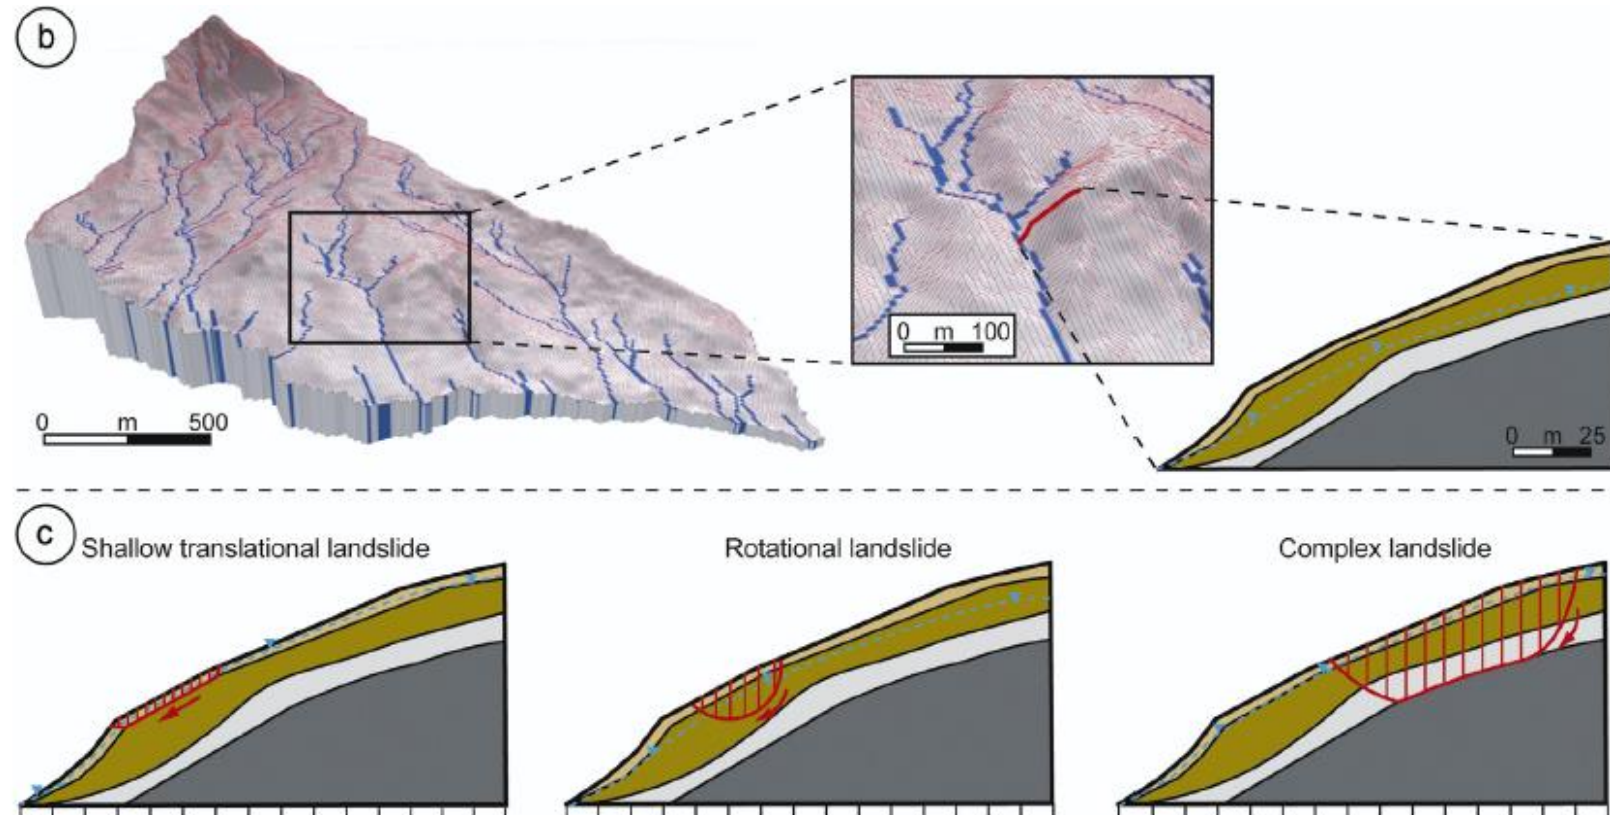 b
0 m 100
0 m 500
0 m 25
c
Shallow translational landslide
Rotational landslide
Complex landslide